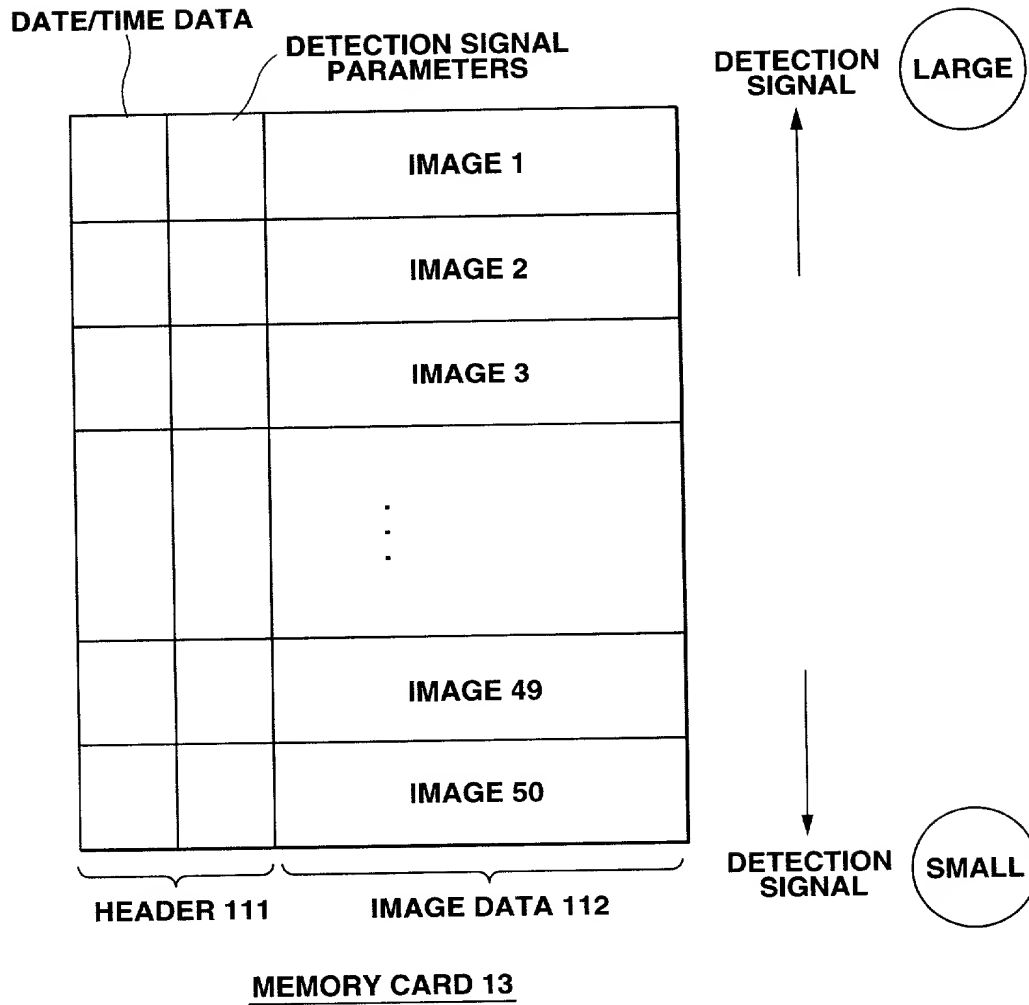 DATE/TIME DATA
DETECTION SIGNAL
PARAMETERS
DETECTION
SIGNAL
LARGE
IMAGE 1
IMAGE 2
IMAGE 3
IMAGE 49
IMAGE 50
DETECTION
SIGNAL
SMALL
HEADER 111
IMAGE DATA 112
MEMORY CARD 13